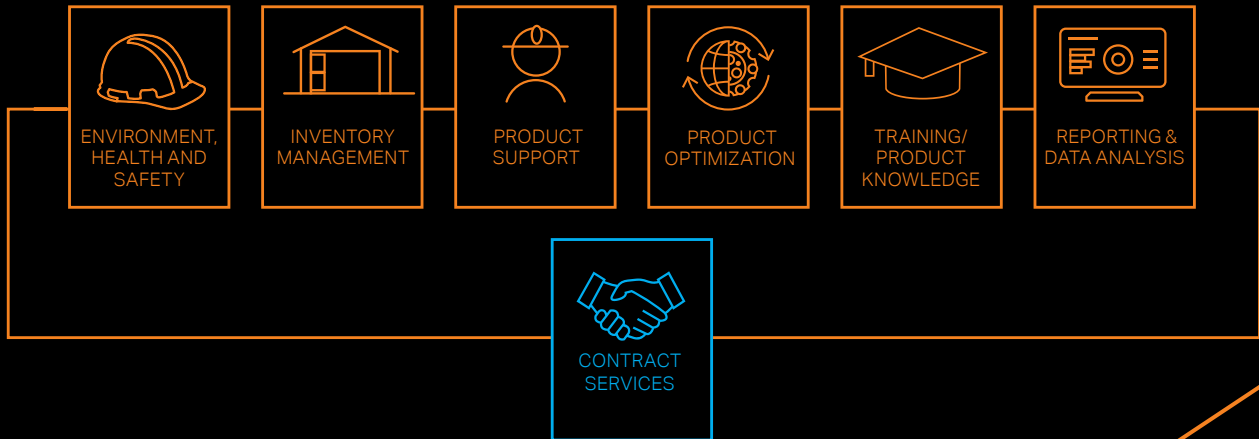 ENVIRONMENT,
HEALTH AND
SAFETY
INVENTORY
MANAGEMENT
PRODUCT
SUPPORT
PRODUCT
OPTIMIZATION
TRAINING/
PRODUCT
KNOWLEDGE
REPORTING &
DATA ANALYSIS
CONTRACT
SERVICES